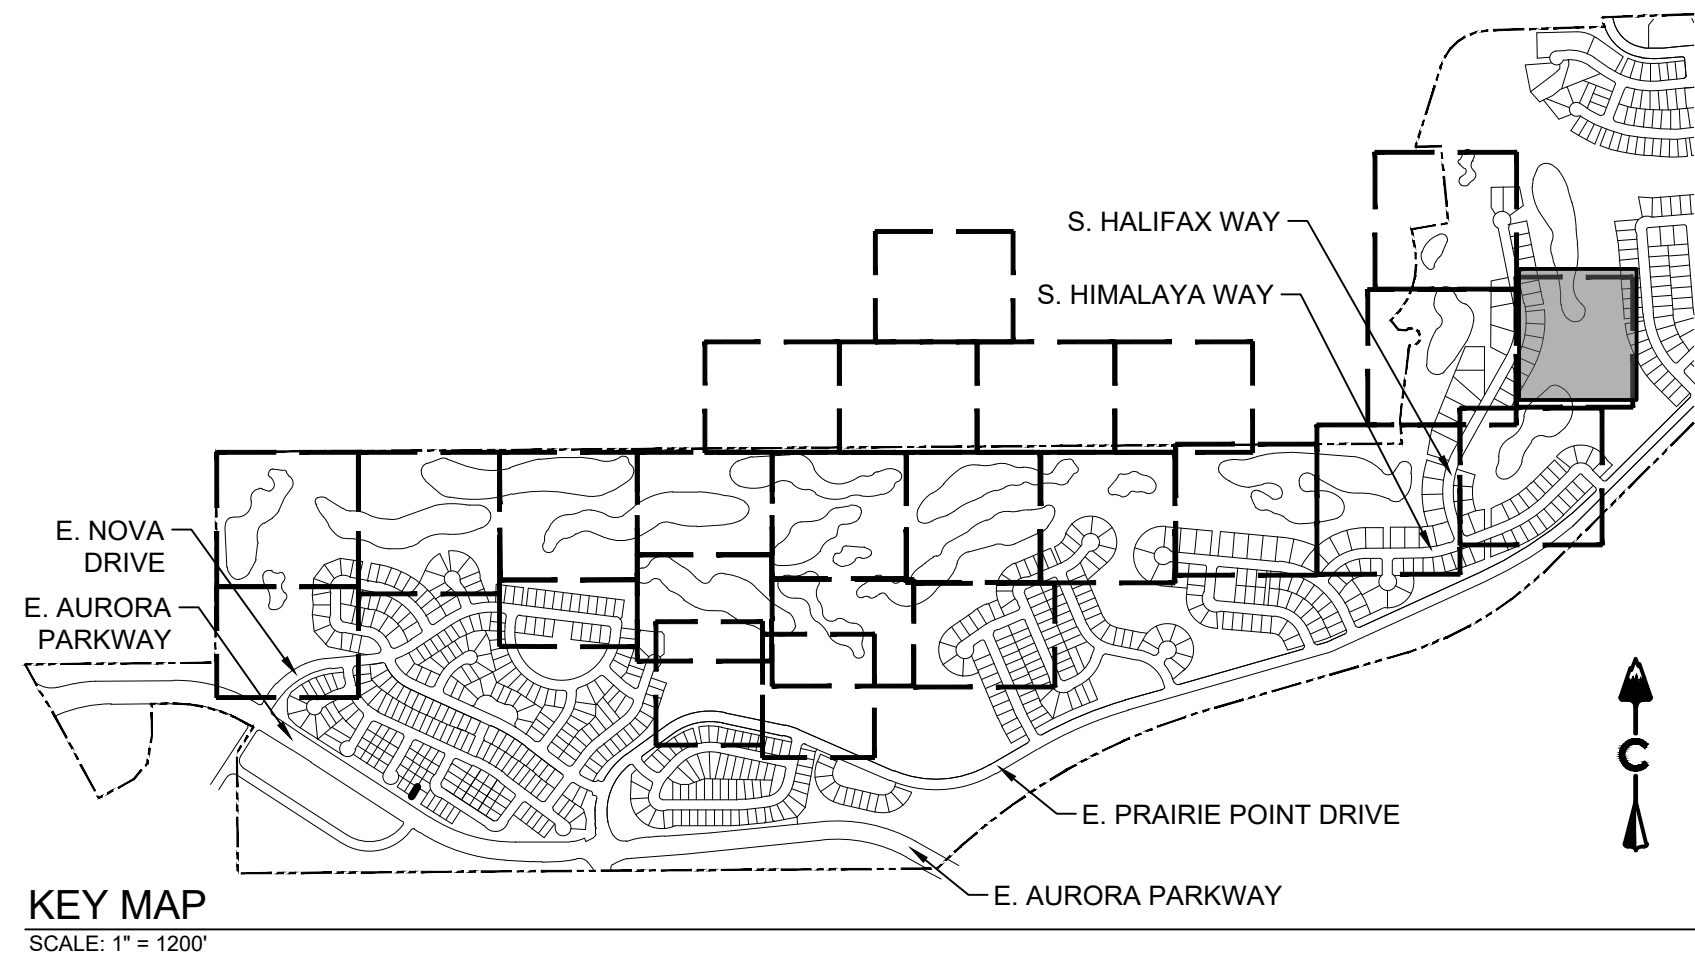 S. HALIFAX WAY
S. HIMALAYA WAY
E. NOVA
DRIVE
E. AURORA
PARKWAY
E. PRAIRIE POINT DRIVE
E. AURORA PARKWAY
C
KEY MAP
SCALE: 1" = 1200'